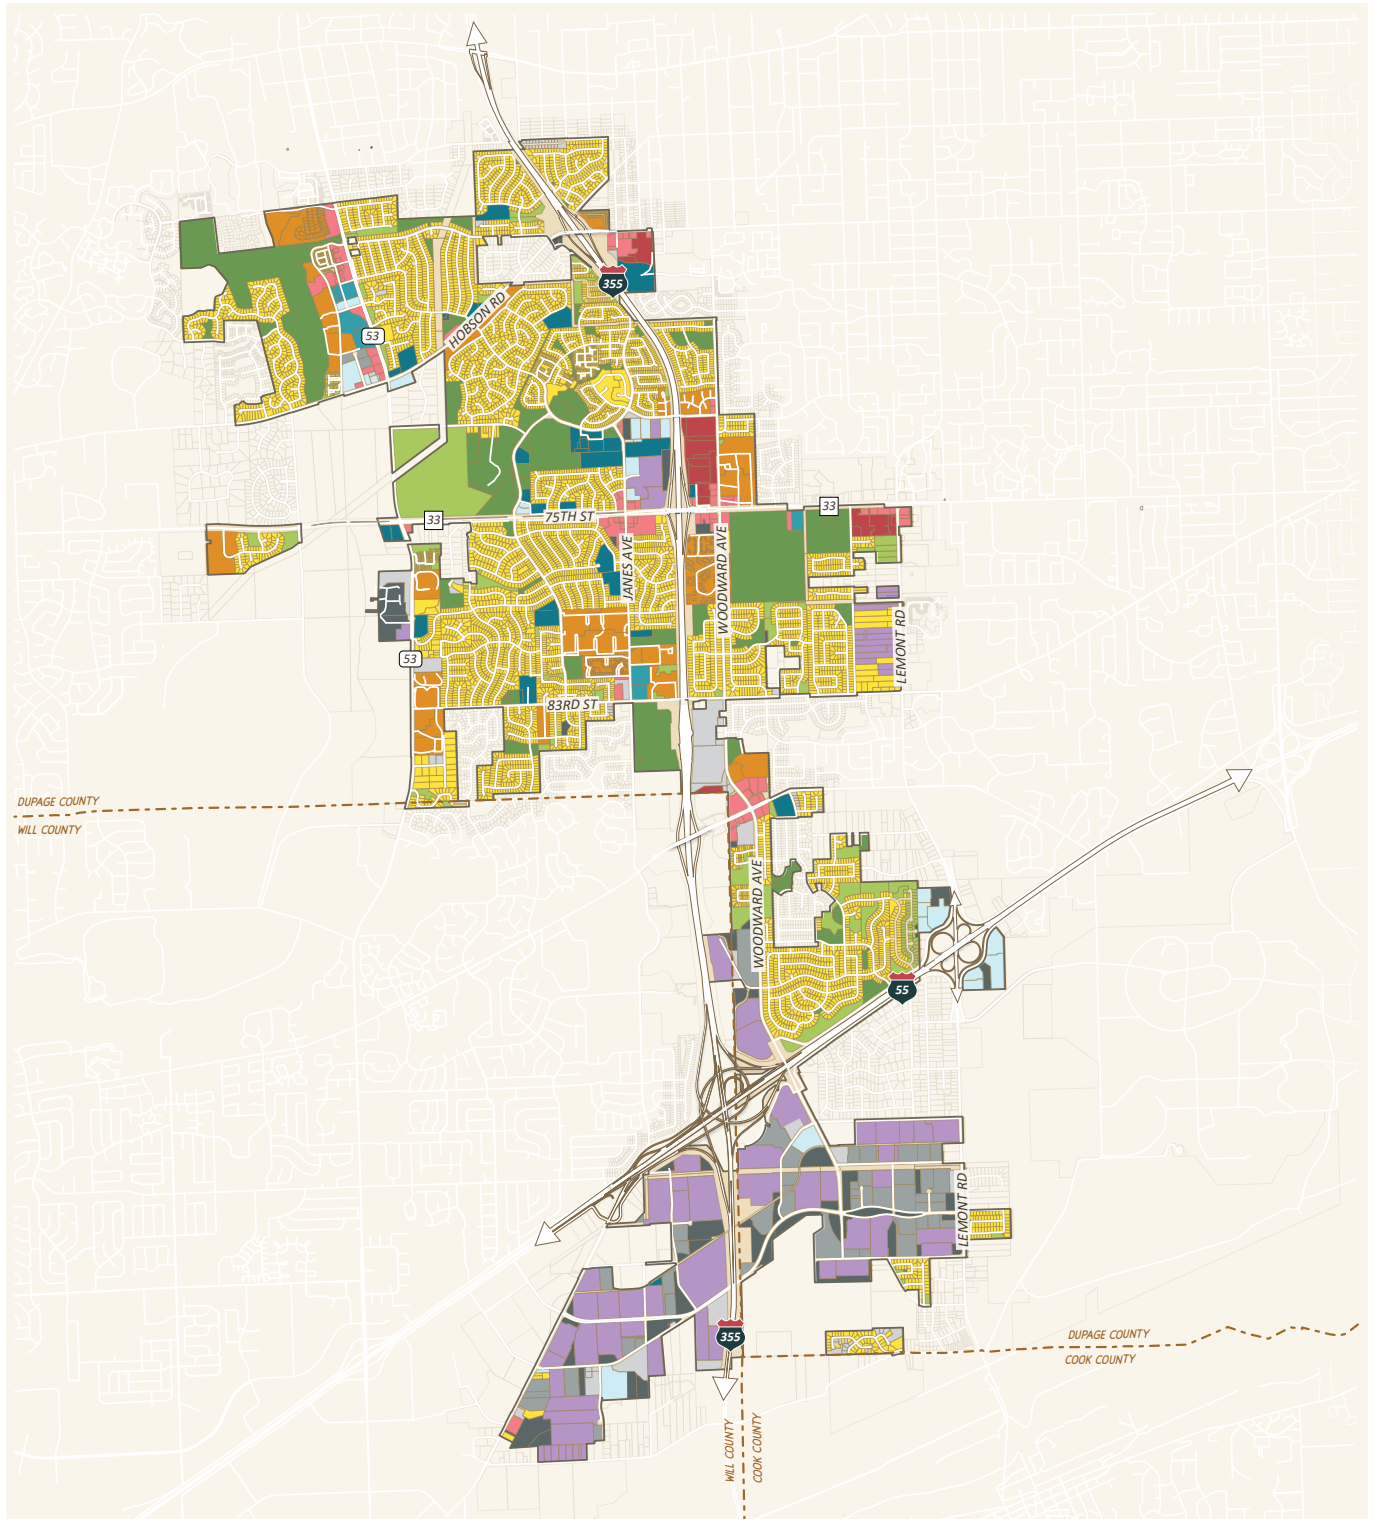 355
HOBSON RD
53
33
75TH ST
33
JANES AVE
WOODWARD AVE
LEMONT RD
53
83RD ST
DUPAGE COUNTY
WILL COUNTY
WOODWARD AVE
55
LEMONT RD
355
DUPAGE COUNTY
COOK COUNTY
WILL COUNTY
COOK COUNTY